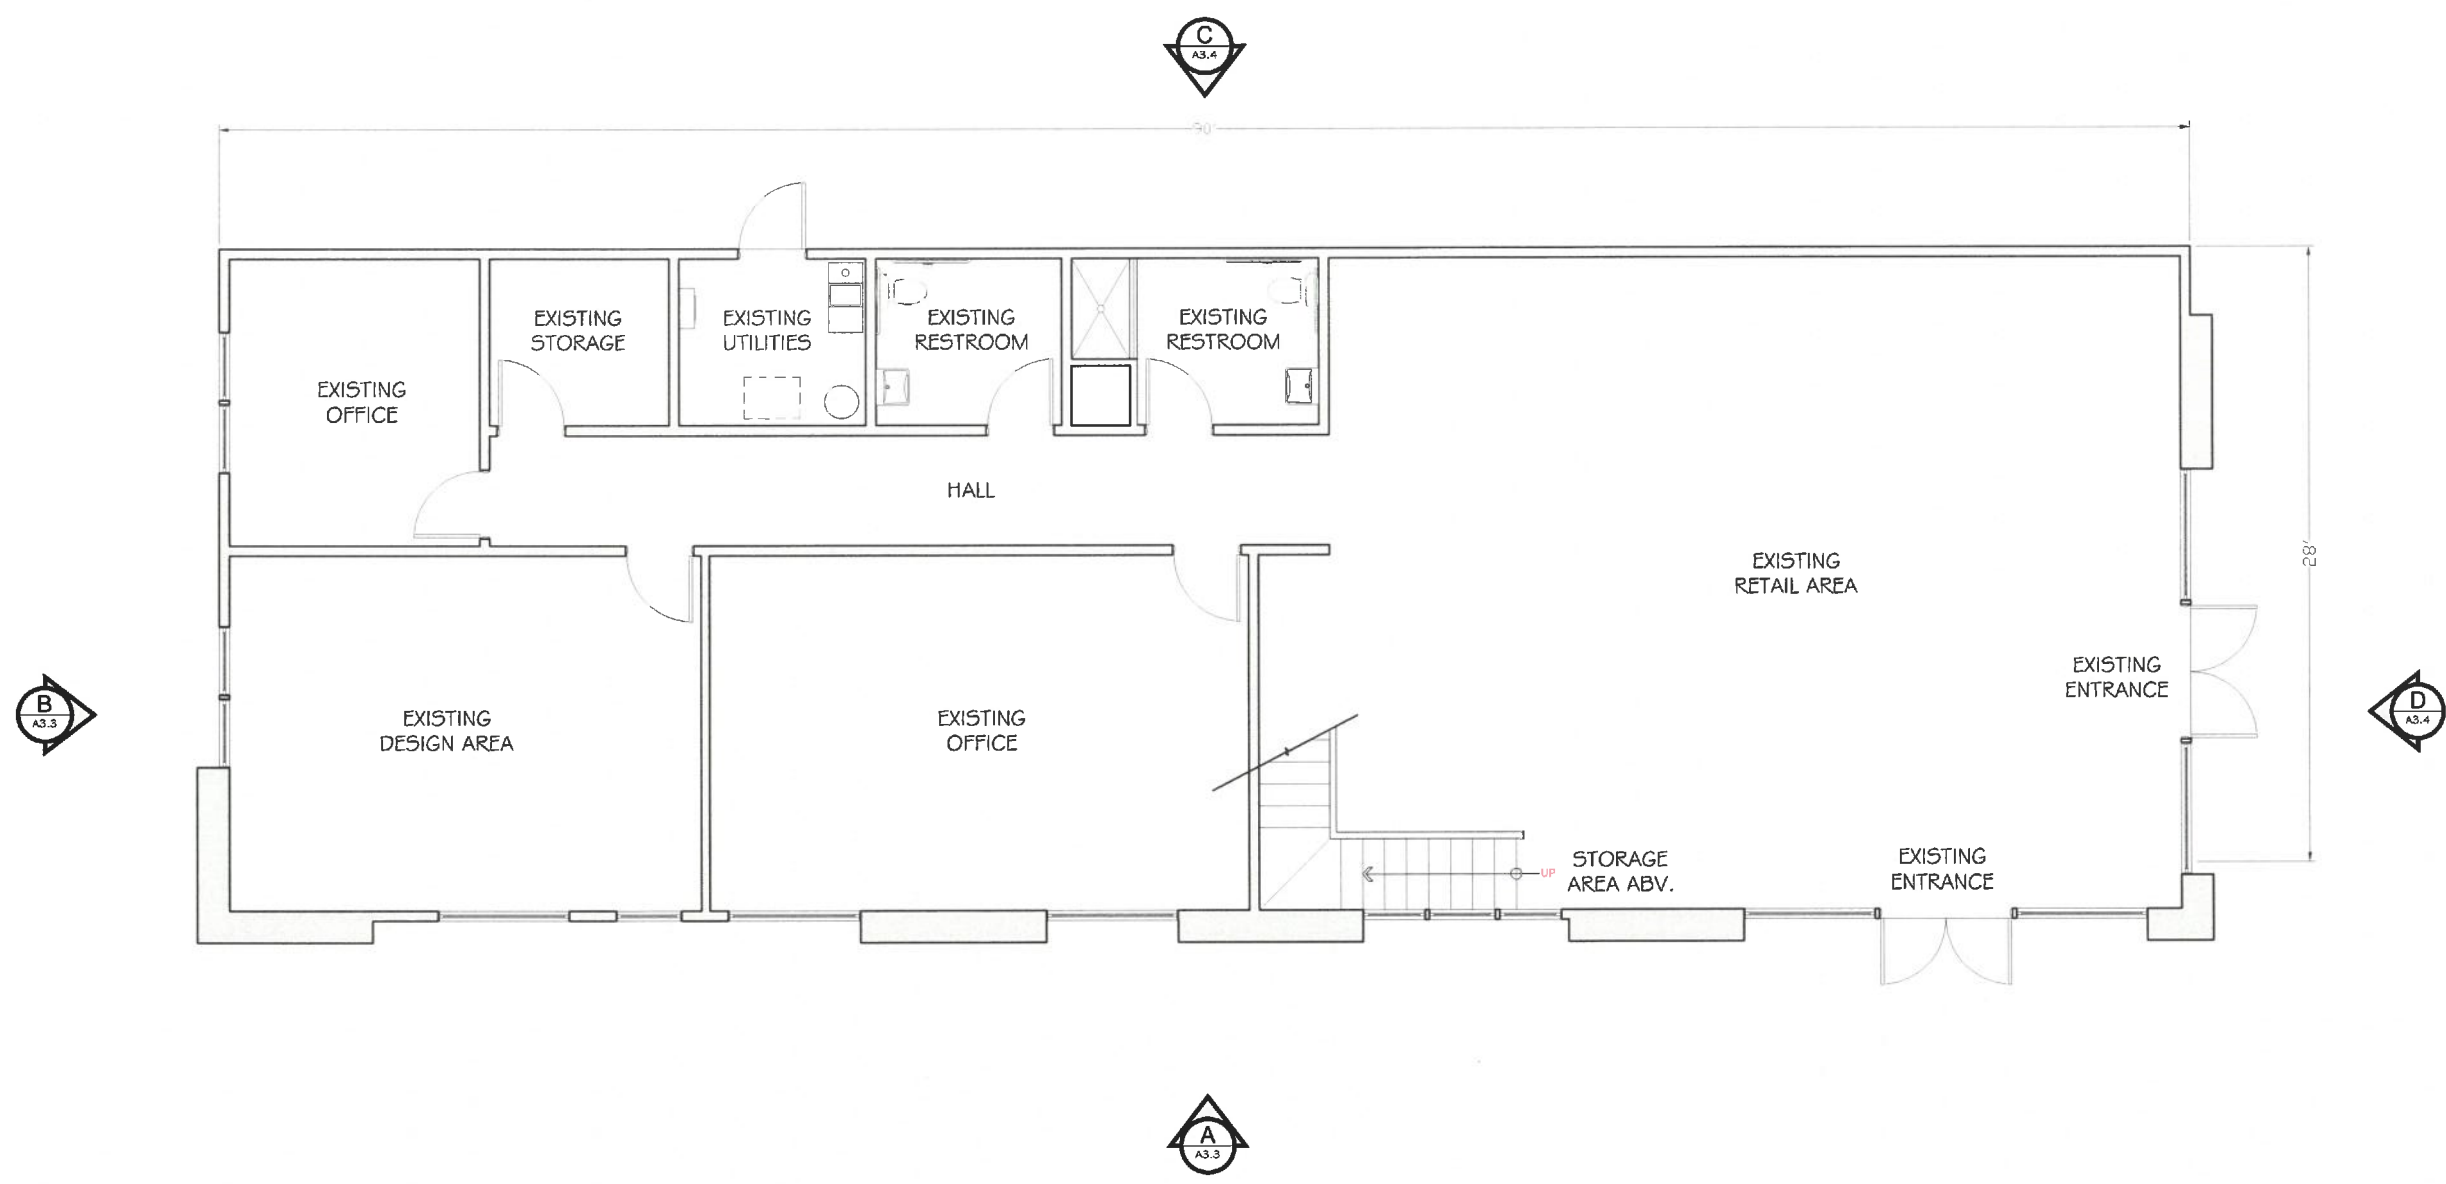 C
A3.4
90'
EXISTING
STORAGE
EXISTING
UTILITIES
EXISTING
RESTROOM
EXISTING
RESTROOM
EXISTING
OFFICE
HALL
EXISTING
RETAIL AREA
28'
EXISTING
ENTRANCE
B
A3.3
EXISTING
DESIGN AREA
EXISTING
OFFICE
D
A3.4
UP
STORAGE
AREA ABV.
EXISTING
ENTRANCE
A
A3.3